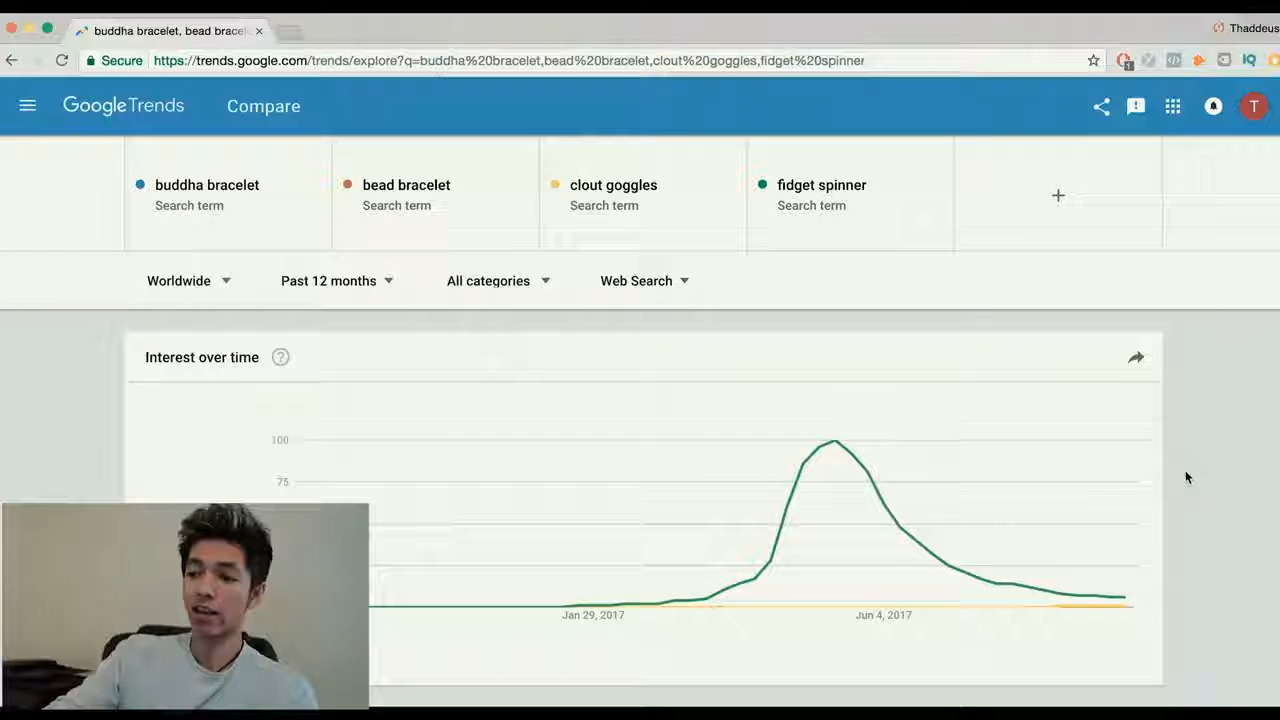 buddha bracelet, bead brace
Thaddeus
Secure https://trends.google.com/trends/explore?q=buddha%20bracelet,bead%20bracelet,clout%20goggles,fidget%20spinner
1
IQ
Google Trends Compare
T
buddha bracelet
Search term
bead bracelet
Search term
clout goggles
Search term
fidget spinner
Search term
+
Worldwide Past 12 months All categories Web Search
Interest over time ?
100
75
Jan 29, 2017 Jun 4, 2017